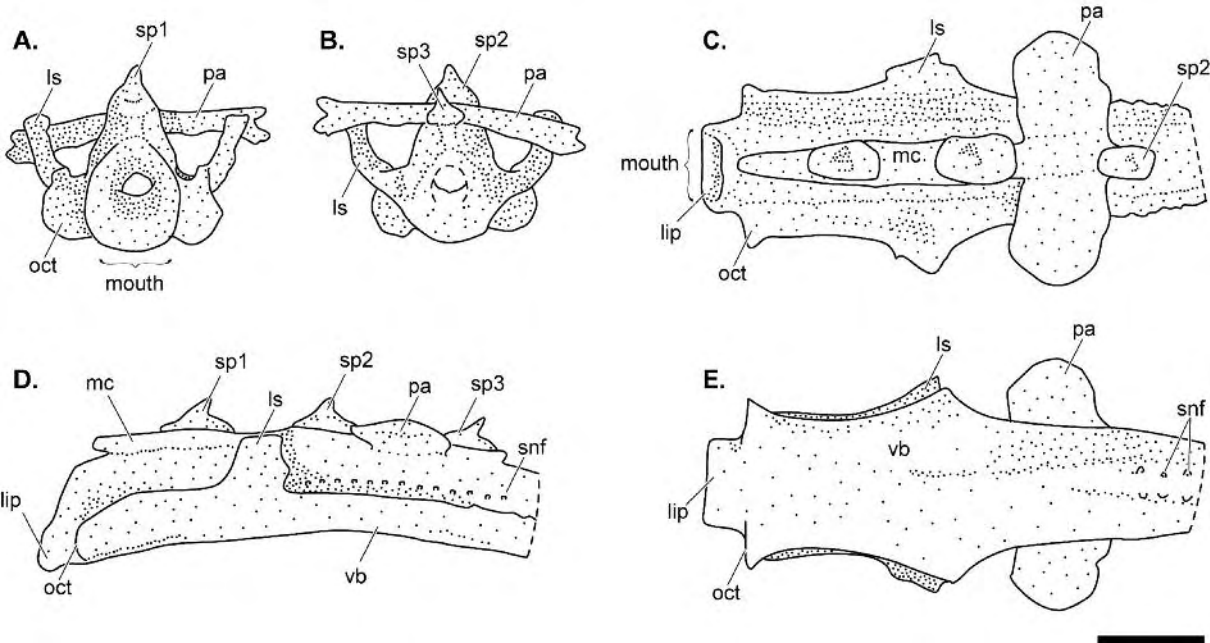 A.
sp1
ls
pa
oct
mouth
B.
sp3
sp2
pa
ls
C.
ls
pa
sp2
mouth
mc
lip
oct
D.
mc
sp1
ls
sp2
pa
sp3
snf
lip
oct
vb
E.
ls
pa
snf
vb
lip
oct